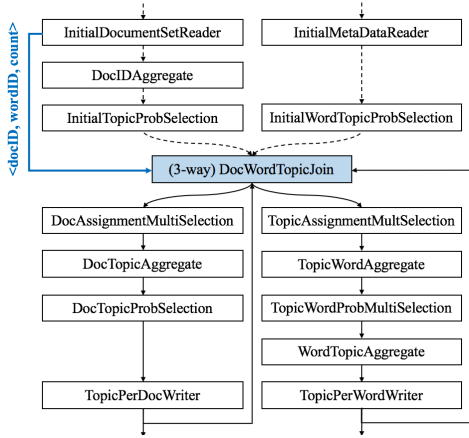 InitialDocumentSetReader
InitialMetaDataReader
<docID, wordID, count>
DocIDAggregate
InitialTopicProbSelection
InitialWordTopicProbSelection
(3-way) DocWordTopicJoin
DocAssignmentMultiSelection
TopicAssignmentMultSelection
DocTopicAggregate
TopicWordAggregate
DocTopicProbSelection
TopicWordProbMultiSelection
WordTopicAggregate
TopicPerDocWriter
TopicPerWordWriter